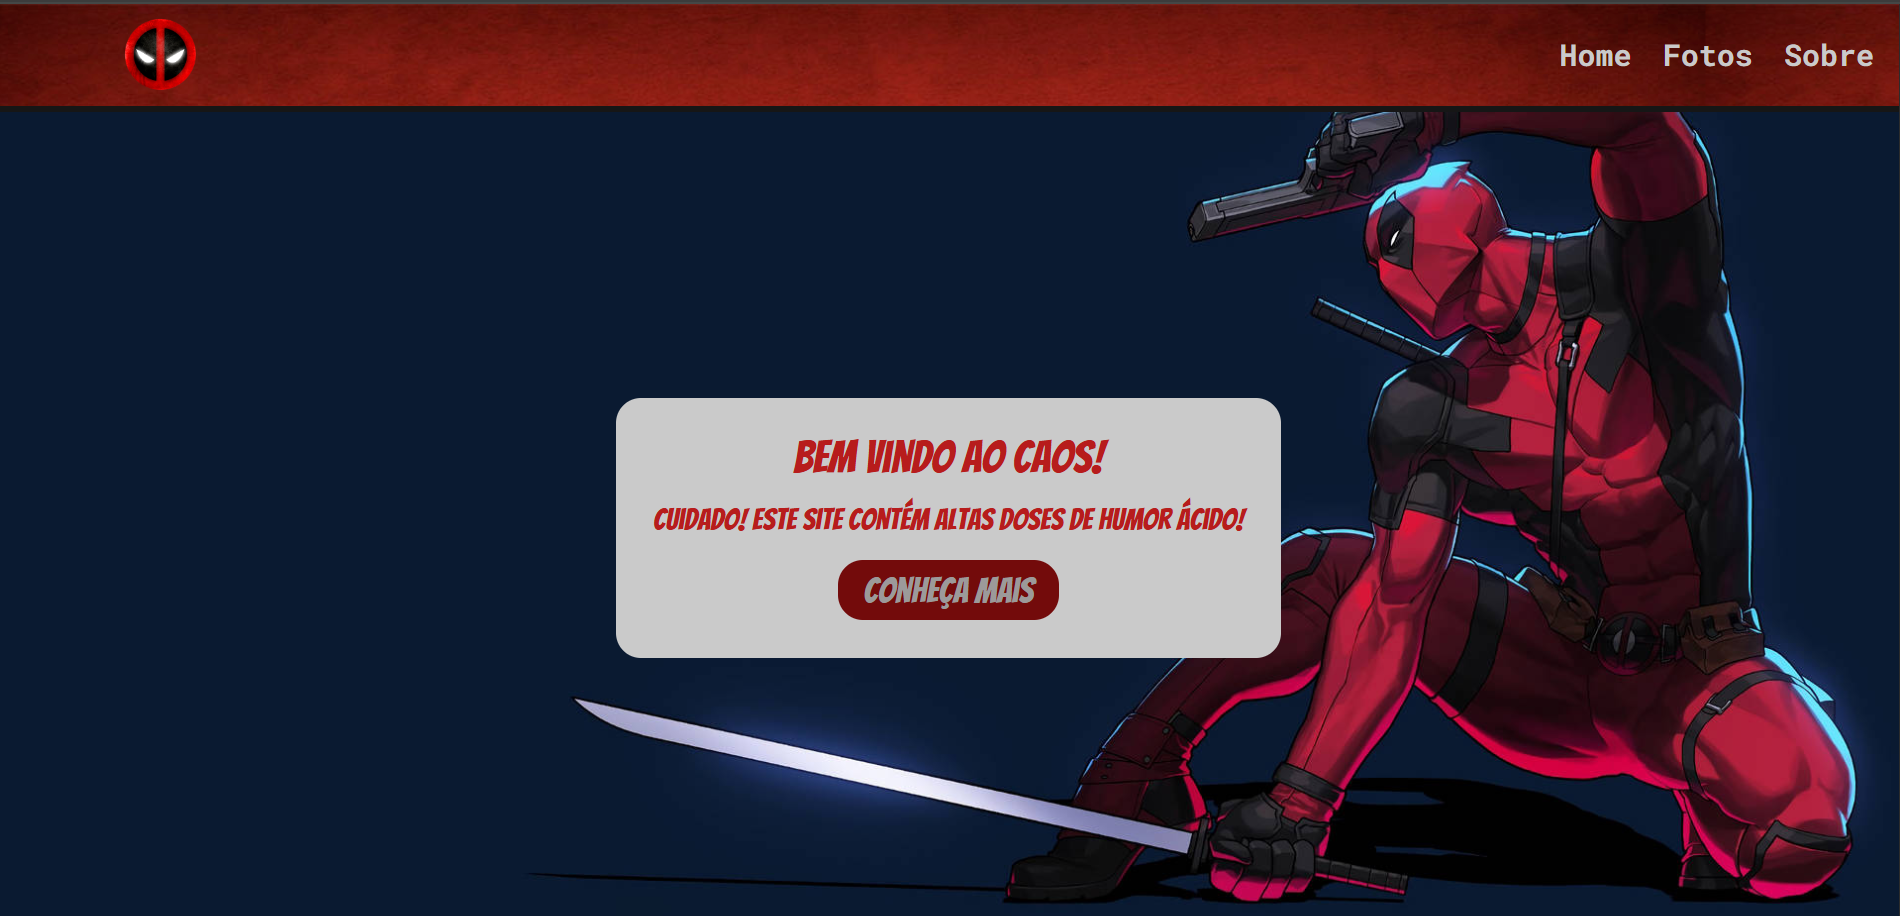 Home Fotos Sobre
BEM VINDO AO CAOS!
CUIDADO! ESTE SITE CONTÉM ALTAS DOSES DE HUMOR ÁCIDO!
CONHEÇA MAIS